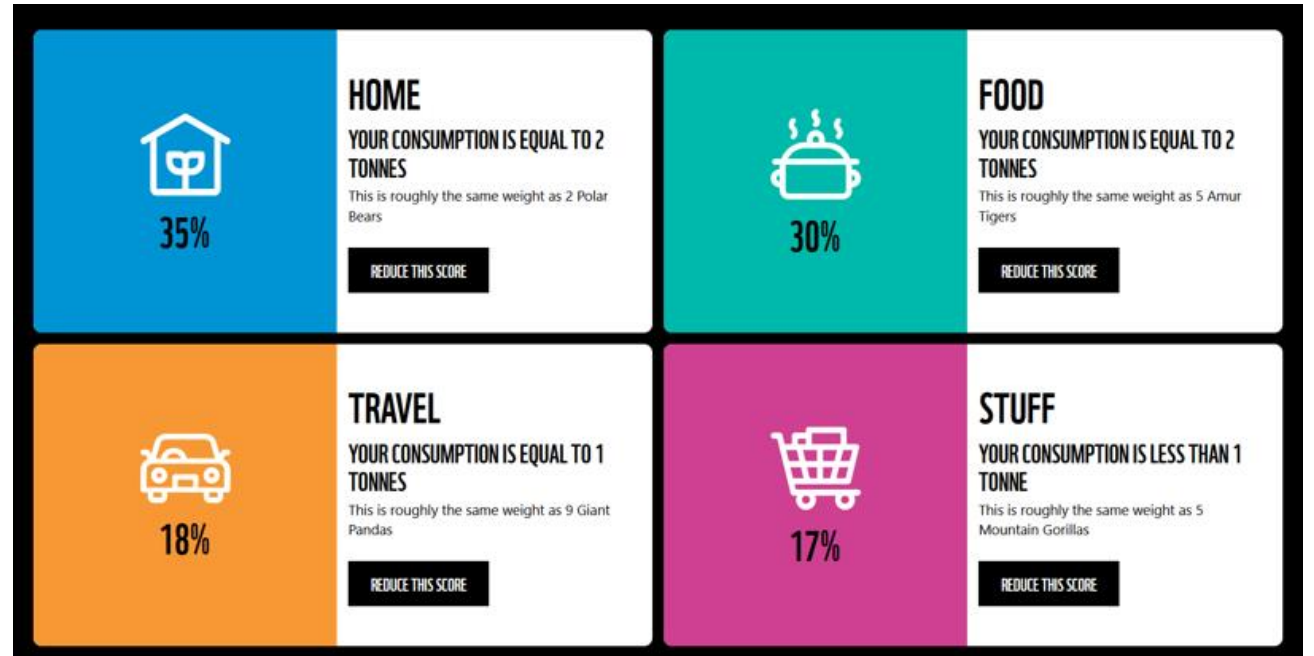 HOME
YOUR CONSUMPTION IS EQUAL TO 2
TONNES
This is roughly the same weight as 2 Polar
Bears
35%
REDUCE THIS SCORE
FOOD
YOUR CONSUMPTION IS EQUAL TO 2
TONNES
This is roughly the same weight as 5 Amur
Tigers
30%
REDUCE THIS SCORE
TRAVEL
YOUR CONSUMPTION IS EQUAL TO 1
TONNES
This is roughly the same weight as 9 Giant
Pandas
18%
REDUCE THIS SCORE
STUFF
YOUR CONSUMPTION IS LESS THAN 1
TONNE
This is roughly the same weight as 5
Mountain Gorillas
17%
REDUCE THIS SCORE